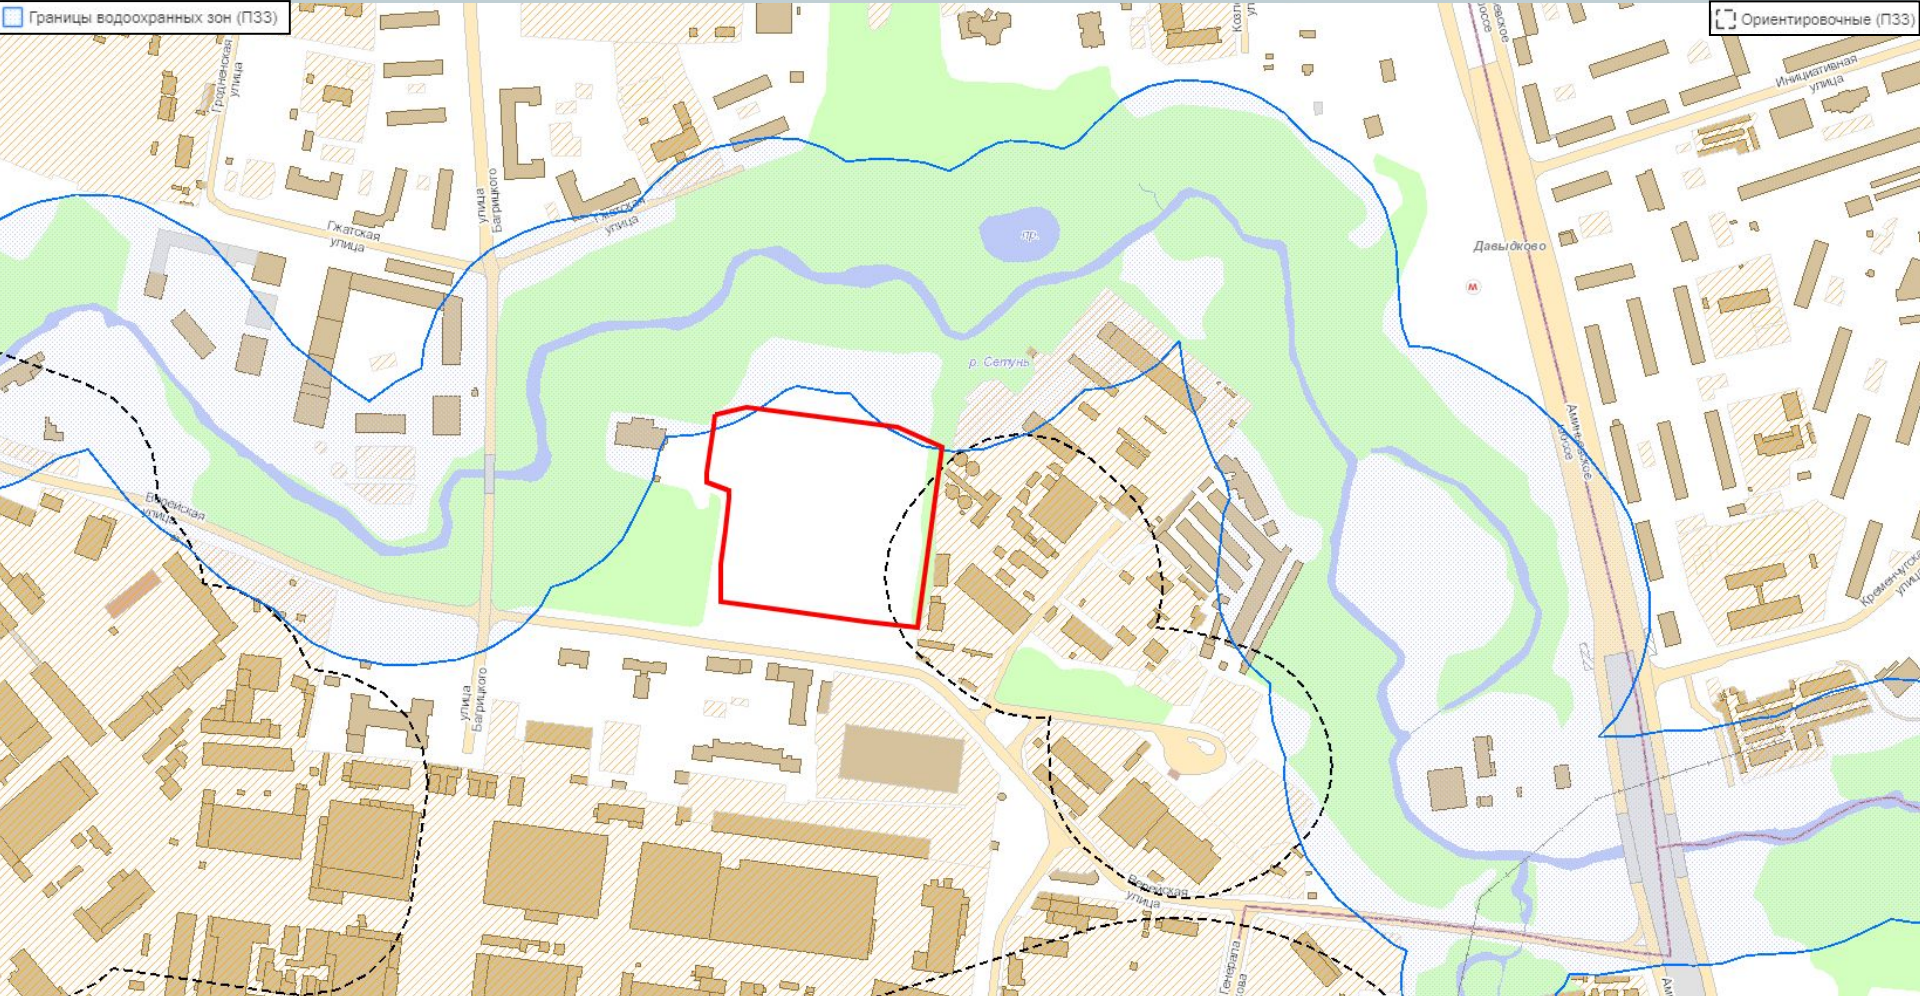 Границы водоохранных зон (ПЗЗ)
Ориентировочные (ПЗЗ)
Гродненская
улица
Инициативная
улица
улица
Багрицкого
Гжатская
улица
Гжатская
улица
пр.
Давыдково
М
р. Сетунь
Аминьевское
шоссе
Верейская
улица
Кременчугская
улица
улица
Багрицкого
Верейская
улица
Генерала